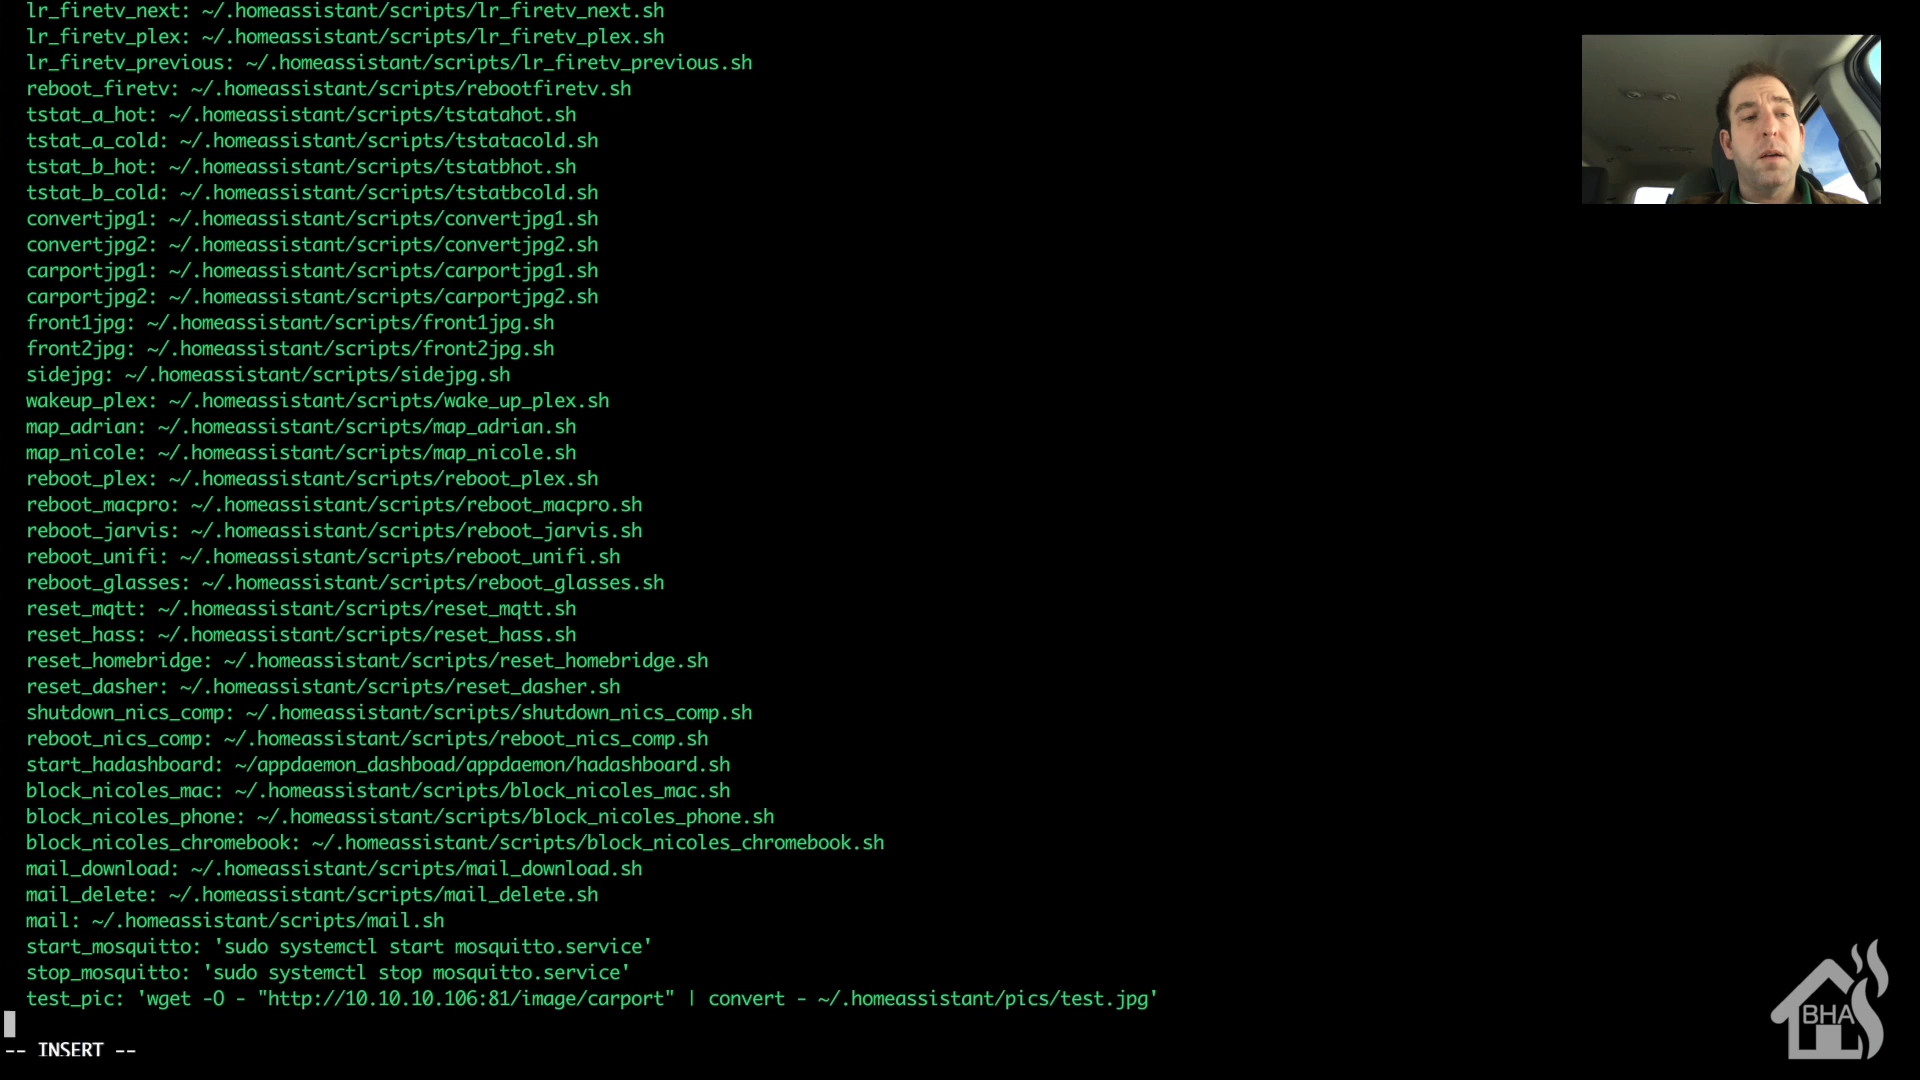 lr_firetv_next: ~/.homeassistant/scripts/lr_firetv_next.sh
lr_firetv_plex: ~/.homeassistant/scripts/lr_firetv_plex.sh
lr_firetv_previous: ~/.homeassistant/scripts/lr_firetv_previous.sh
reboot_firetv: ~/.homeassistant/scripts/rebootfiretv.sh
tstat_a_hot: ~/.homeassistant/scripts/tstatahot.sh
tstat_a_cold: ~/.homeassistant/scripts/tstatacold.sh
tstat_b_hot: ~/.homeassistant/scripts/tstatbhot.sh
tstat_b_cold: ~/.homeassistant/scripts/tstatbcold.sh
convertjpg1: ~/.homeassistant/scripts/convertjpg1.sh
convertjpg2: ~/.homeassistant/scripts/convertjpg2.sh
carportjpg1: ~/.homeassistant/scripts/carportjpg1.sh
carportjpg2: ~/.homeassistant/scripts/carportjpg2.sh
front1jpg: ~/.homeassistant/scripts/front1jpg.sh
front2jpg: ~/.homeassistant/scripts/front2jpg.sh
sidejpg: ~/.homeassistant/scripts/sidejpg.sh
wakeup_plex: ~/.homeassistant/scripts/wake_up_plex.sh
map_adrian: ~/.homeassistant/scripts/map_adrian.sh
map_nicole: ~/.homeassistant/scripts/map_nicole.sh
reboot_plex: ~/.homeassistant/scripts/reboot_plex.sh
reboot_macpro: ~/.homeassistant/scripts/reboot_macpro.sh
reboot_jarvis: ~/.homeassistant/scripts/reboot_jarvis.sh
reboot_unifi: ~/.homeassistant/scripts/reboot_unifi.sh
reboot_glasses: ~/.homeassistant/scripts/reboot_glasses.sh
reset_mqtt: ~/.homeassistant/scripts/reset_mqtt.sh
reset_hass: ~/.homeassistant/scripts/reset_hass.sh
reset_homebridge: ~/.homeassistant/scripts/reset_homebridge.sh
reset_dasher: ~/.homeassistant/scripts/reset_dasher.sh
shutdown_nics_comp: ~/.homeassistant/scripts/shutdown_nics_comp.sh
reboot_nics_comp: ~/.homeassistant/scripts/reboot_nics_comp.sh
start_hadashboard: ~/appdaemon_dashboad/appdaemon/hadashboard.sh
block_nicoles_mac: ~/.homeassistant/scripts/block_nicoles_mac.sh
block_nicoles_phone: ~/.homeassistant/scripts/block_nicoles_phone.sh
block_nicoles_chromebook: ~/.homeassistant/scripts/block_nicoles_chromebook.sh
mail_download: ~/.homeassistant/scripts/mail_download.sh
mail_delete: ~/.homeassistant/scripts/mail_delete.sh
mail: ~/.homeassistant/scripts/mail.sh
start_mosquitto: 'sudo systemctl start mosquitto.service'
stop_mosquitto: 'sudo systemctl stop mosquitto.service'
test_pic: 'wget -O - "http://10.10.10.106:81/image/carport" | convert - ~/.homeassistant/pics/test.jpg'
-- INSERT --
BHA